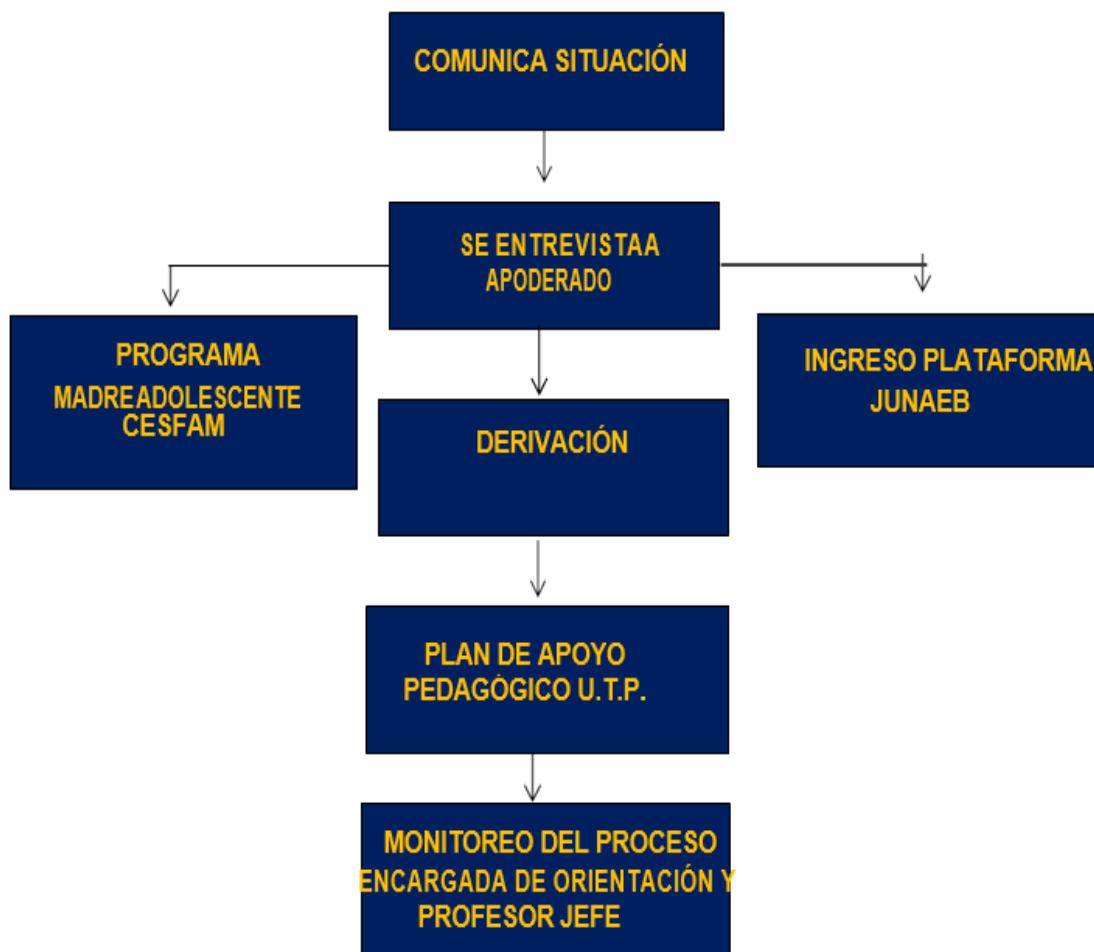 COMUNICA SITUACIÓN
SE ENTREVISTAA
APODERADO
PROGRAMA
MADREADOLESCENTE
CESFAM
INGRESO PLATAFORMA
JUNAEB
DERIVACIÓN
PLAN DE APOYO
PEDAGÓGICO U.T.P.
MONITOREO DEL PROCESO
ENCARGADA DE ORIENTACIÓN Y
PROFESOR JEFE